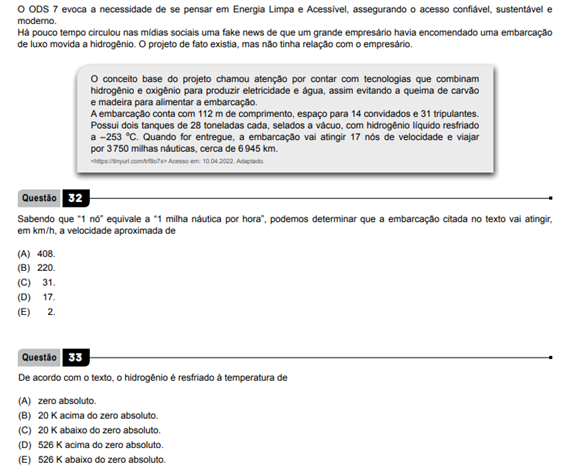 O ODS 7 evoca a necessidade de se pensar em Energia Limpa e Acessível, assegurando o acesso confiável, sustentável e
moderno.
Há pouco tempo circulou nas mídias sociais uma fake news de que um grande empresário havia encomendado uma embarcação
de luxo movida a hidrogênio. O projeto de fato existia, mas não tinha relação com o empresário.
O conceito base do projeto chamou atenção por contar com tecnologias que combinam
hidrogênio e oxigênio para produzir eletricidade e água, assim evitando a queima de carvão
e madeira para alimentar a embarcação.
A embarcação conta com 112 m de comprimento, espaço para 14 convidados e 31 tripulantes.
Possui dois tanques de 28 toneladas cada, selados a vácuo, com hidrogênio líquido resfriado
a –253 ºC. Quando for entregue, a embarcação vai atingir 17 nós de velocidade e viajar
por 3 750 milhas náuticas, cerca de 6 945 km.
Acesso em: 10.04.2022. Adaptado.
Questão 32
Sabendo que “1 nó” equivale a “1 milha náutica por hora”, podemos determinar que a embarcação citada no texto vai atingir,
em km/h, a velocidade aproximada de
(A) 408.
(B) 220.
(C) 31.
(D) 17.
(E) 2.
Questão 33
De acordo com o texto, o hidrogênio é resfriado à temperatura de
(A) zero absoluto.
(B) 20 K acima do zero absoluto.
(C) 20 K abaixo do zero absoluto.
(D) 526 K acima do zero absoluto.
(E) 526 K abaixo do zero absoluto.